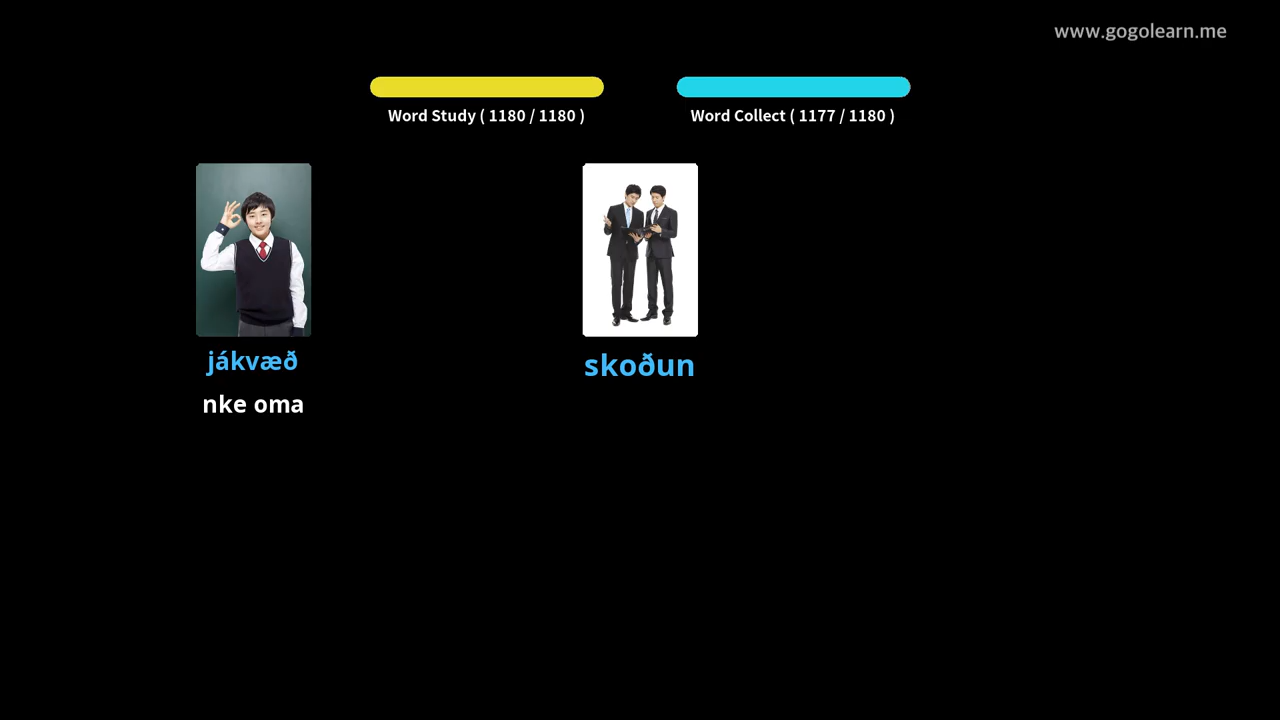 www.gogolearn.me
Word Study ( 1180 / 1180 )
Word Collect ( 1177 / 1180 )
jákvæð
nke oma
skoðun